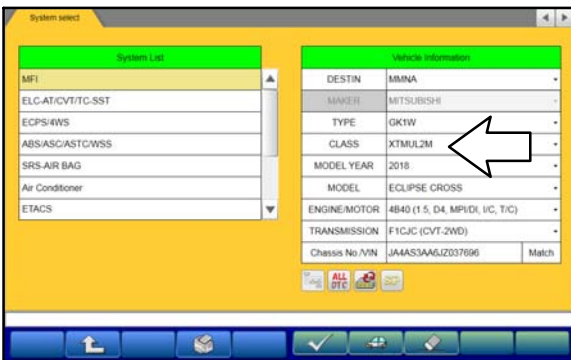 System select
System List
MFI
ELC-AT/CVT/TC-SST
ECPS/4WS
ABS/ASC/ASTC/WSS
SRS-AIR BAG
Air Conditioner
ETACS
Vehicle Information
DESTIN MMNA
MAKER MITSUBISHI
TYPE GK1W
CLASS XTMUL2M
MODEL YEAR 2018
MODEL ECLIPSE CROSS
ENGINE/MOTOR 4B40 (1.5, D4, MPI/DI, I/C, T/C)
TRANSMISSION F1CJC (CVT-2WD)
Chassis No./VIN JA4AS3AA6JZ037696 Match
ALL
DTC